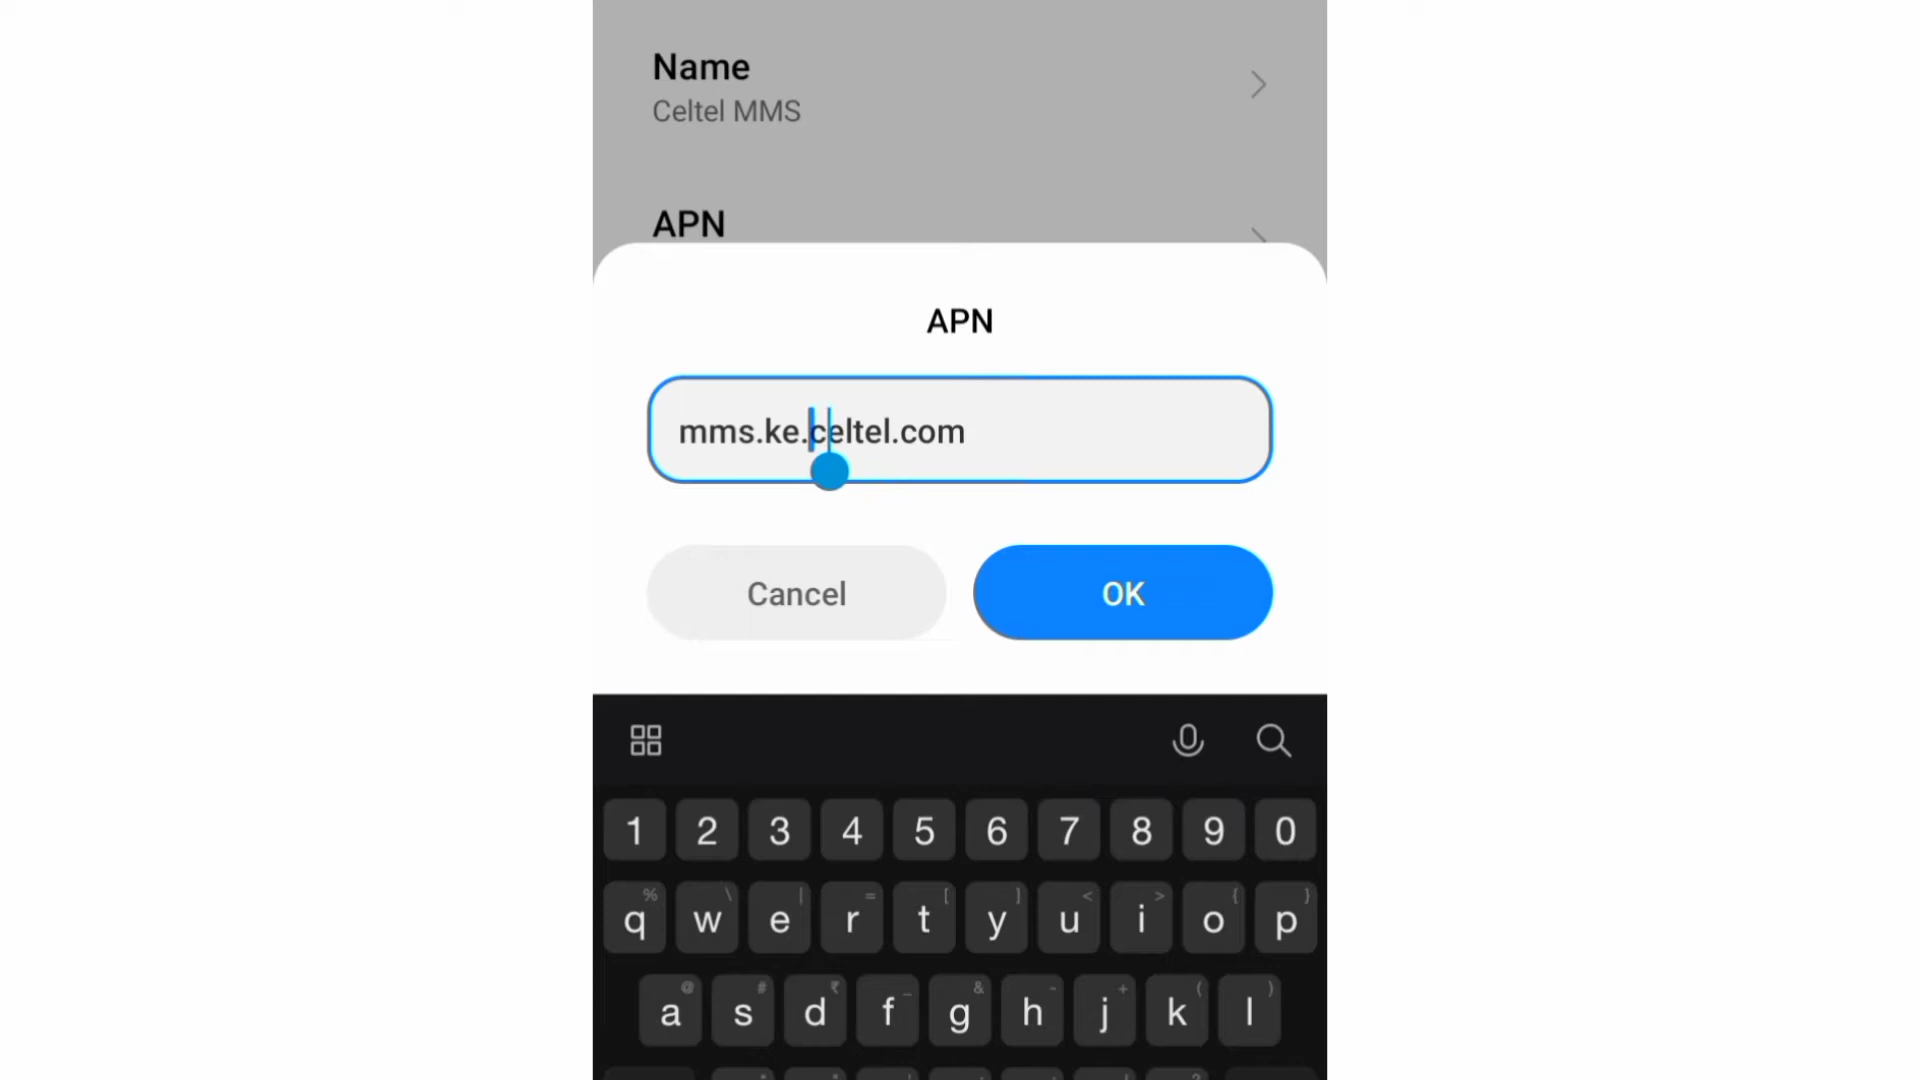 Name
Celtel MMS
APN
APN
mms.ke.celtel.com
Cancel OK
1 2 3 4 5 6 7 8 9 0
% \ | = [ ] < > { }
q w e r t y u i o p
@ # ₹ _ & - + ( )
a s d f g h j k l